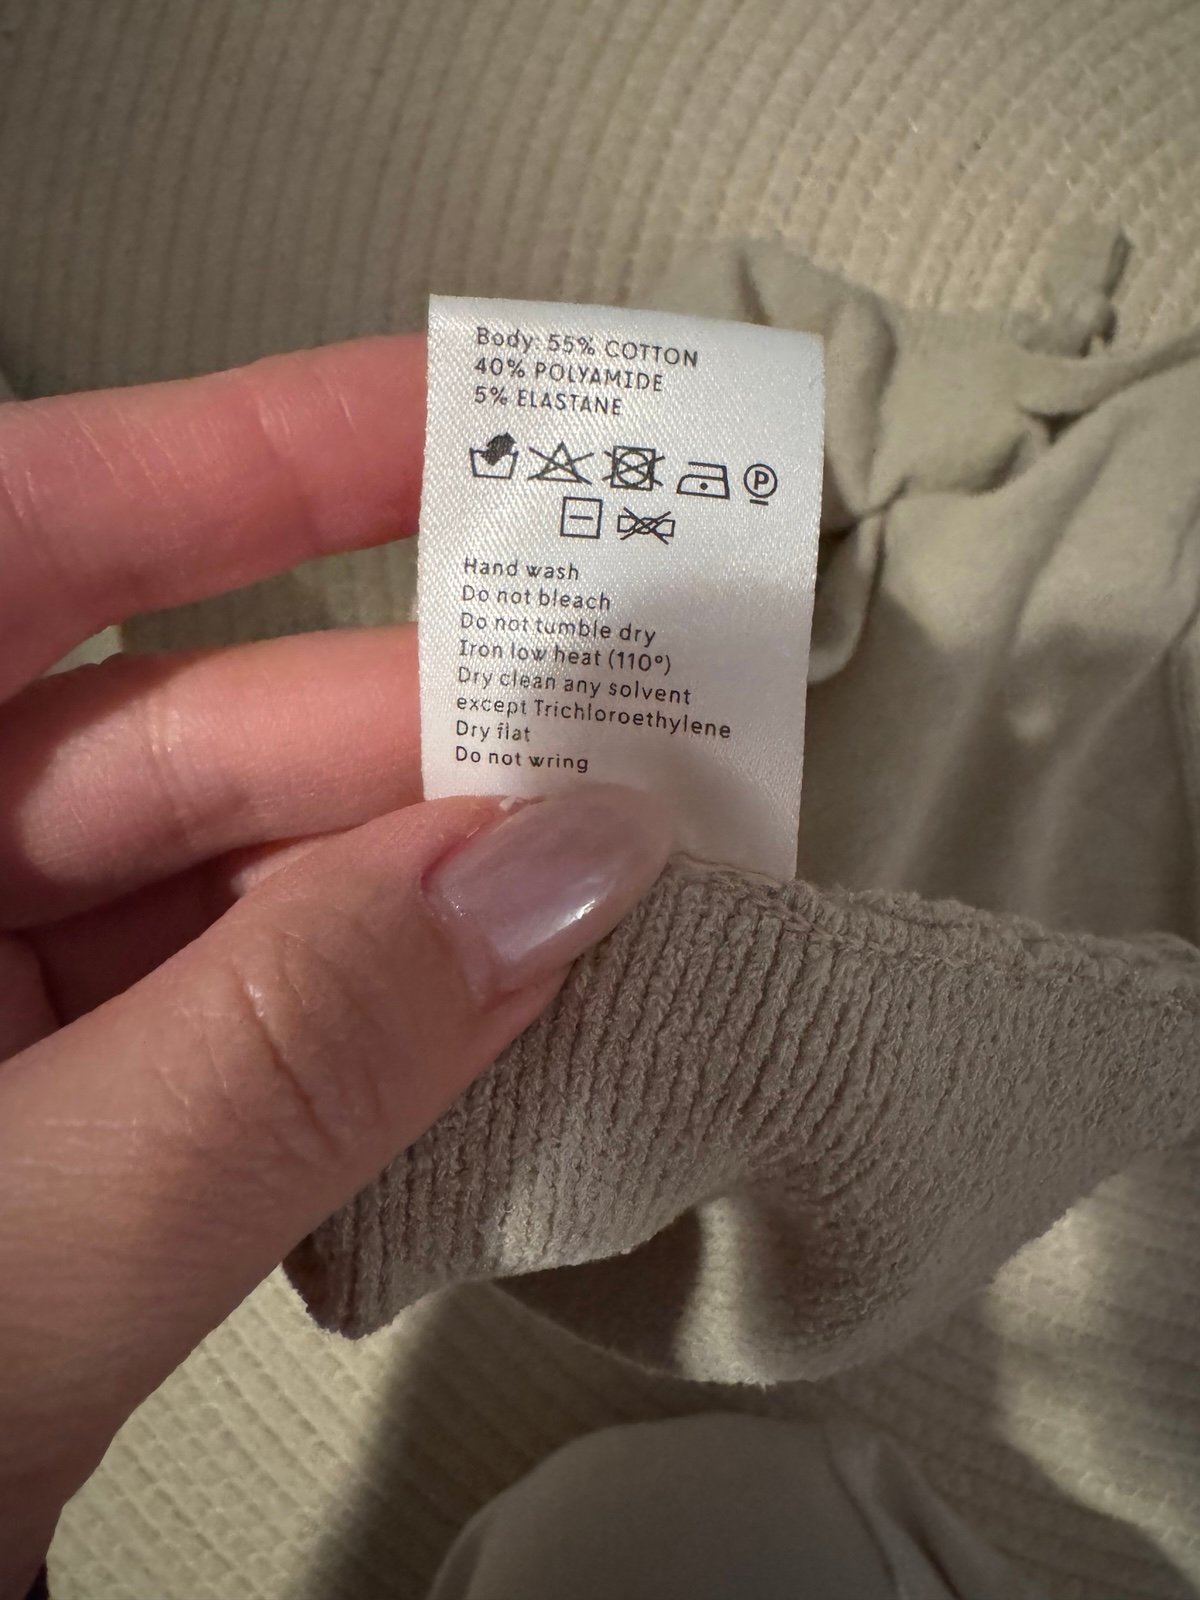 Body: 55% COTTON
40% POLYAMIDE
5% ELASTANE
P
Hand wash
Do not bleach
Do not tumble dry
Iron low heat (110°)
Dry clean any solvent
except Trichloroethylene
Dry flat
Do not wring